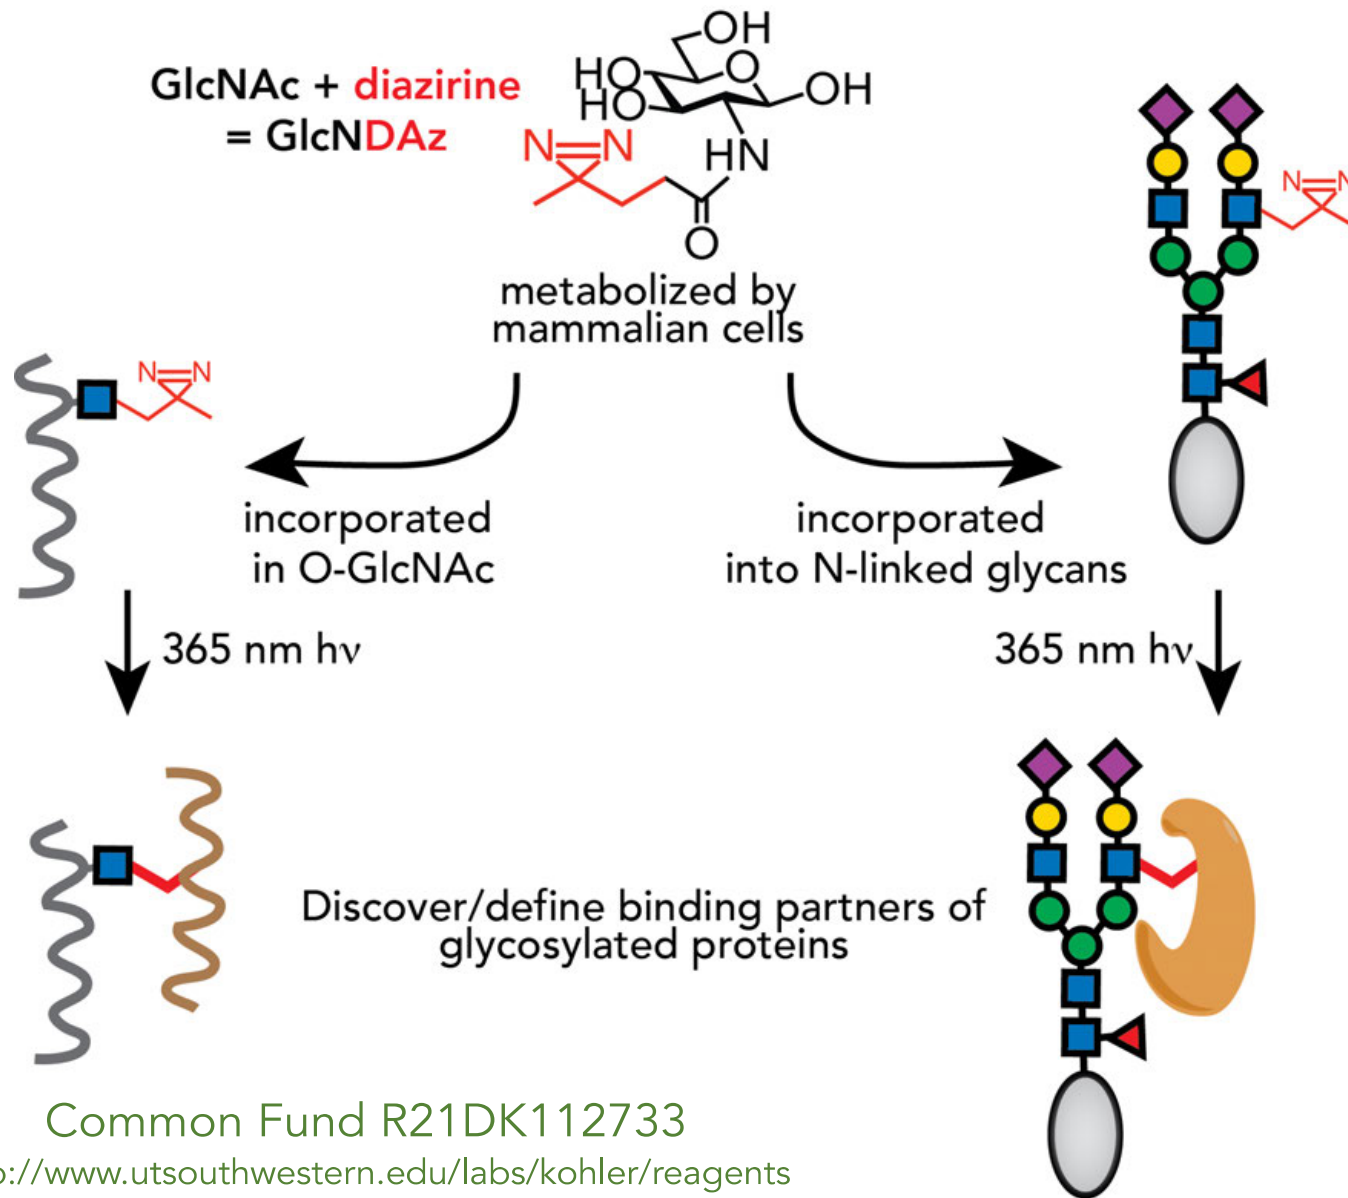 GlcNAc + diazirine
= GlcNDAz
OH
O
HO
HO
OH
N=N
HN
O
N=N
metabolized by
mammalian cells
N=N
incorporated
in O-GlcNAc
incorporated
into N-linked glycans
365 nm hν
365 nm hν
Discover/define binding partners of
glycosylated proteins
Common Fund R21DK112733
p://www.utsouthwestern.edu/labs/kohler/reagents